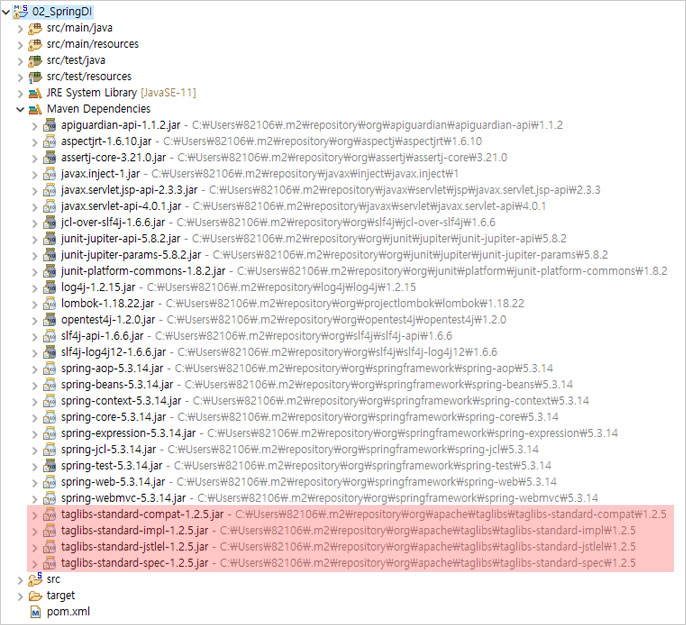 02_SpringDI
src/main/java
src/main/resources
src/test/java
src/test/resources
JRE System Library [JavaSE-11]
Maven Dependencies
apiguardian-api-1.1.2.jar - C:₩Users₩82106₩.m2₩repository₩org₩apiguardian₩apiguardian-api₩1.1.2
aspectjrt-1.6.10.jar - C:₩Users₩82106₩.m2₩repository₩org₩aspectj₩aspectjrt₩1.6.10
assertj-core-3.21.0.jar - C:₩Users₩82106₩.m2₩repository₩org₩assertj₩assertj-core₩3.21.0
javax.inject-1.jar - C:₩Users₩82106₩.m2₩repository₩javax₩inject₩javax.inject₩1
javax.servlet.jsp-api-2.3.3.jar - C:₩Users₩82106₩.m2₩repository₩javax₩servlet₩jsp₩javax.servlet.jsp-api₩2.3.3
javax.servlet-api-4.0.1.jar - C:₩Users₩82106₩.m2₩repository₩javax₩servlet₩javax.servlet-api₩4.0.1
jcl-over-slf4j-1.6.6.jar - C:₩Users₩82106₩.m2₩repository₩org₩slf4j₩jcl-over-slf4j₩1.6.6
junit-jupiter-api-5.8.2.jar - C:₩Users₩82106₩.m2₩repository₩org₩junit₩jupiter₩junit-jupiter-api₩5.8.2
junit-jupiter-params-5.8.2.jar - C:₩Users₩82106₩.m2₩repository₩org₩junit₩jupiter₩junit-jupiter-params₩5.8.2
junit-platform-commons-1.8.2.jar - C:₩Users₩82106₩.m2₩repository₩org₩junit₩platform₩junit-platform-commons₩1.8.2
log4j-1.2.15.jar - C:₩Users₩82106₩.m2₩repository₩log4j₩log4j₩1.2.15
lombok-1.18.22.jar - C:₩Users₩82106₩.m2₩repository₩org₩projectlombok₩lombok₩1.18.22
opentest4j-1.2.0.jar - C:₩Users₩82106₩.m2₩repository₩org₩opentest4j₩opentest4j₩1.2.0
slf4j-api-1.6.6.jar - C:₩Users₩82106₩.m2₩repository₩org₩slf4j₩slf4j-api₩1.6.6
slf4j-log4j12-1.6.6.jar - C:₩Users₩82106₩.m2₩repository₩org₩slf4j₩slf4j-log4j12₩1.6.6
spring-aop-5.3.14.jar - C:₩Users₩82106₩.m2₩repository₩org₩springframework₩spring-aop₩5.3.14
spring-beans-5.3.14.jar - C:₩Users₩82106₩.m2₩repository₩org₩springframework₩spring-beans₩5.3.14
spring-context-5.3.14.jar - C:₩Users₩82106₩.m2₩repository₩org₩springframework₩spring-context₩5.3.14
spring-core-5.3.14.jar - C:₩Users₩82106₩.m2₩repository₩org₩springframework₩spring-core₩5.3.14
spring-expression-5.3.14.jar - C:₩Users₩82106₩.m2₩repository₩org₩springframework₩spring-expression₩5.3.14
spring-jcl-5.3.14.jar - C:₩Users₩82106₩.m2₩repository₩org₩springframework₩spring-jcl₩5.3.14
spring-test-5.3.14.jar - C:₩Users₩82106₩.m2₩repository₩org₩springframework₩spring-test₩5.3.14
spring-web-5.3.14.jar - C:₩Users₩82106₩.m2₩repository₩org₩springframework₩spring-web₩5.3.14
spring-webmvc-5.3.14.jar - C:₩Users₩82106₩.m2₩repository₩org₩springframework₩spring-webmvc₩5.3.14
taglibs-standard-compat-1.2.5.jar - C:₩Users₩82106₩.m2₩repository₩org₩apache₩taglibs₩taglibs-standard-compat₩1.2.5
taglibs-standard-impl-1.2.5.jar - C:₩Users₩82106₩.m2₩repository₩org₩apache₩taglibs₩taglibs-standard-impl₩1.2.5
taglibs-standard-jstlel-1.2.5.jar - C:₩Users₩82106₩.m2₩repository₩org₩apache₩taglibs₩taglibs-standard-jstlel₩1.2.5
taglibs-standard-spec-1.2.5.jar - C:₩Users₩82106₩.m2₩repository₩org₩apache₩taglibs₩taglibs-standard-spec₩1.2.5
src
target
pom.xml